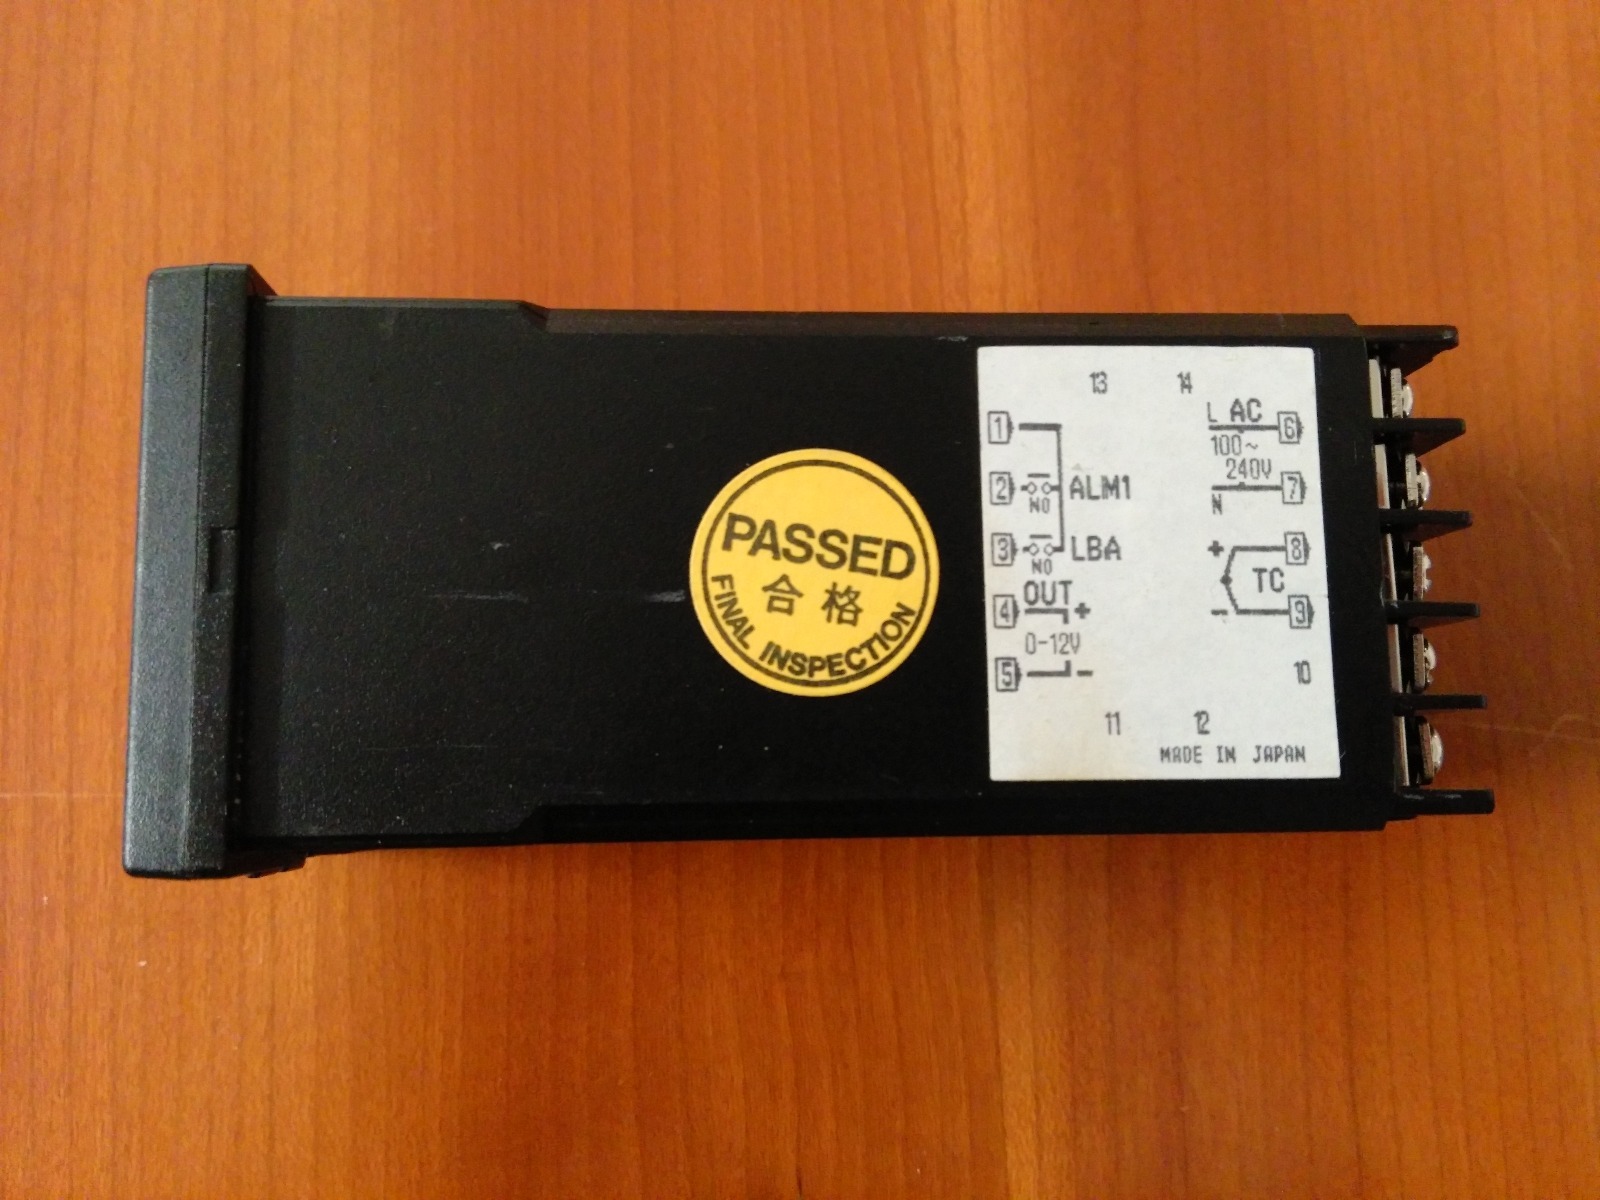 PASSED
合格
FINAL INSPECTION
13 14
1
2 NO ALM1
3 NO LBA
4 OUT +
0-12V
5 -
L AC 6
100~
240V
N 7
+ 8
TC
- 9
10
11 12
MADE IN JAPAN